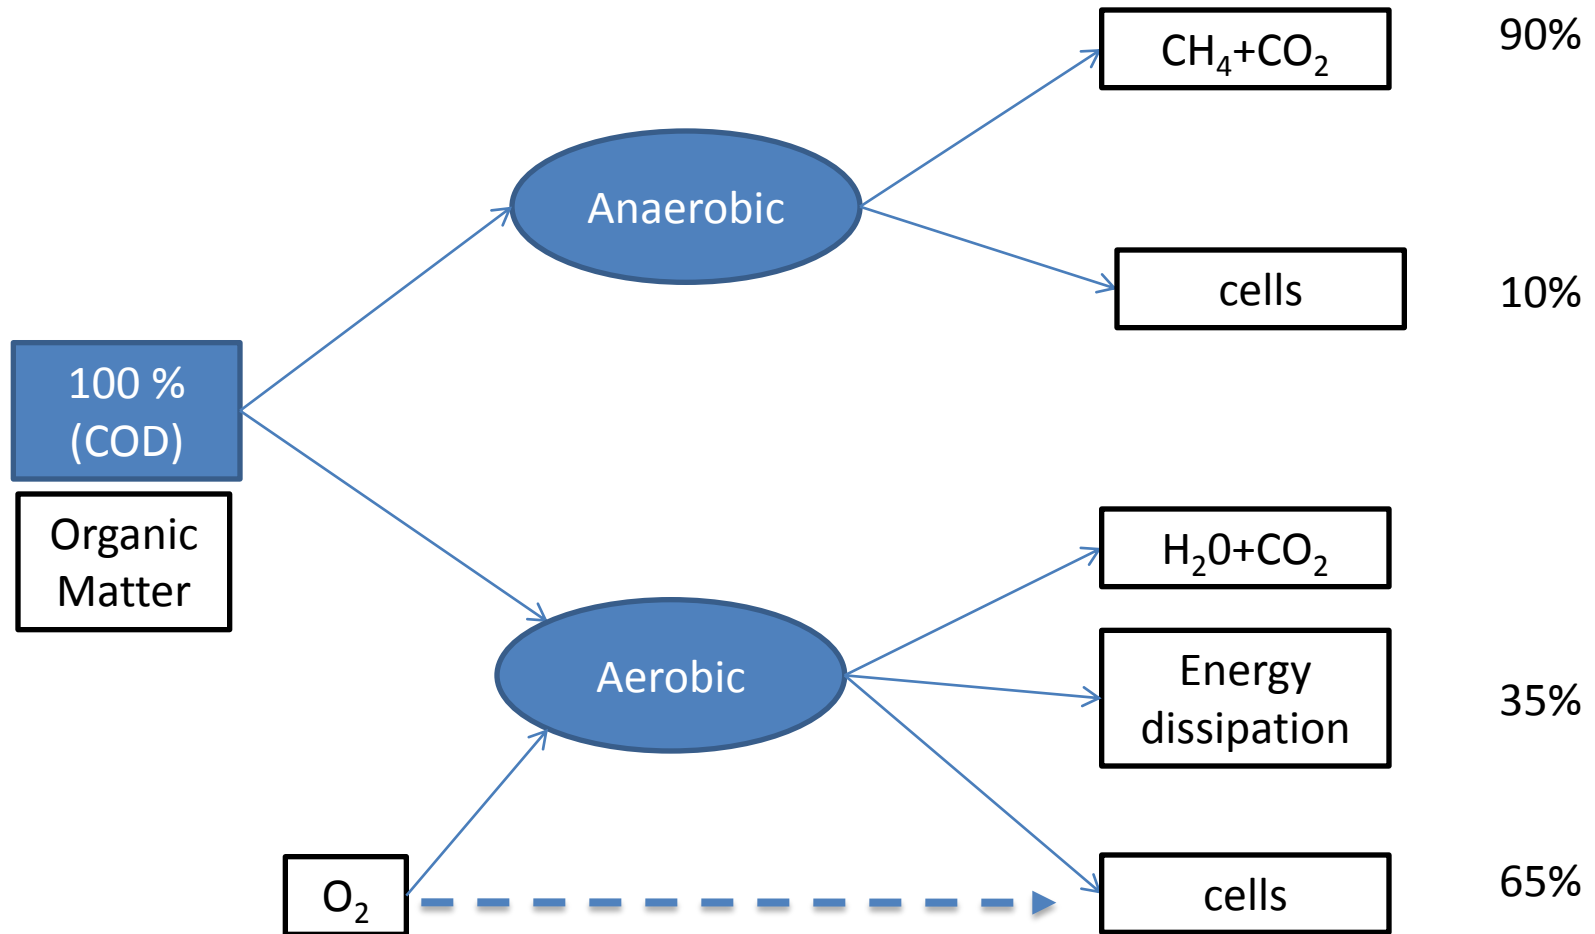 CH₄+CO₂
90%
Anaerobic
cells
10%
100 %
(COD)
Organic
Matter
H₂0+CO₂
Aerobic
Energy
dissipation
35%
O₂
cells
65%